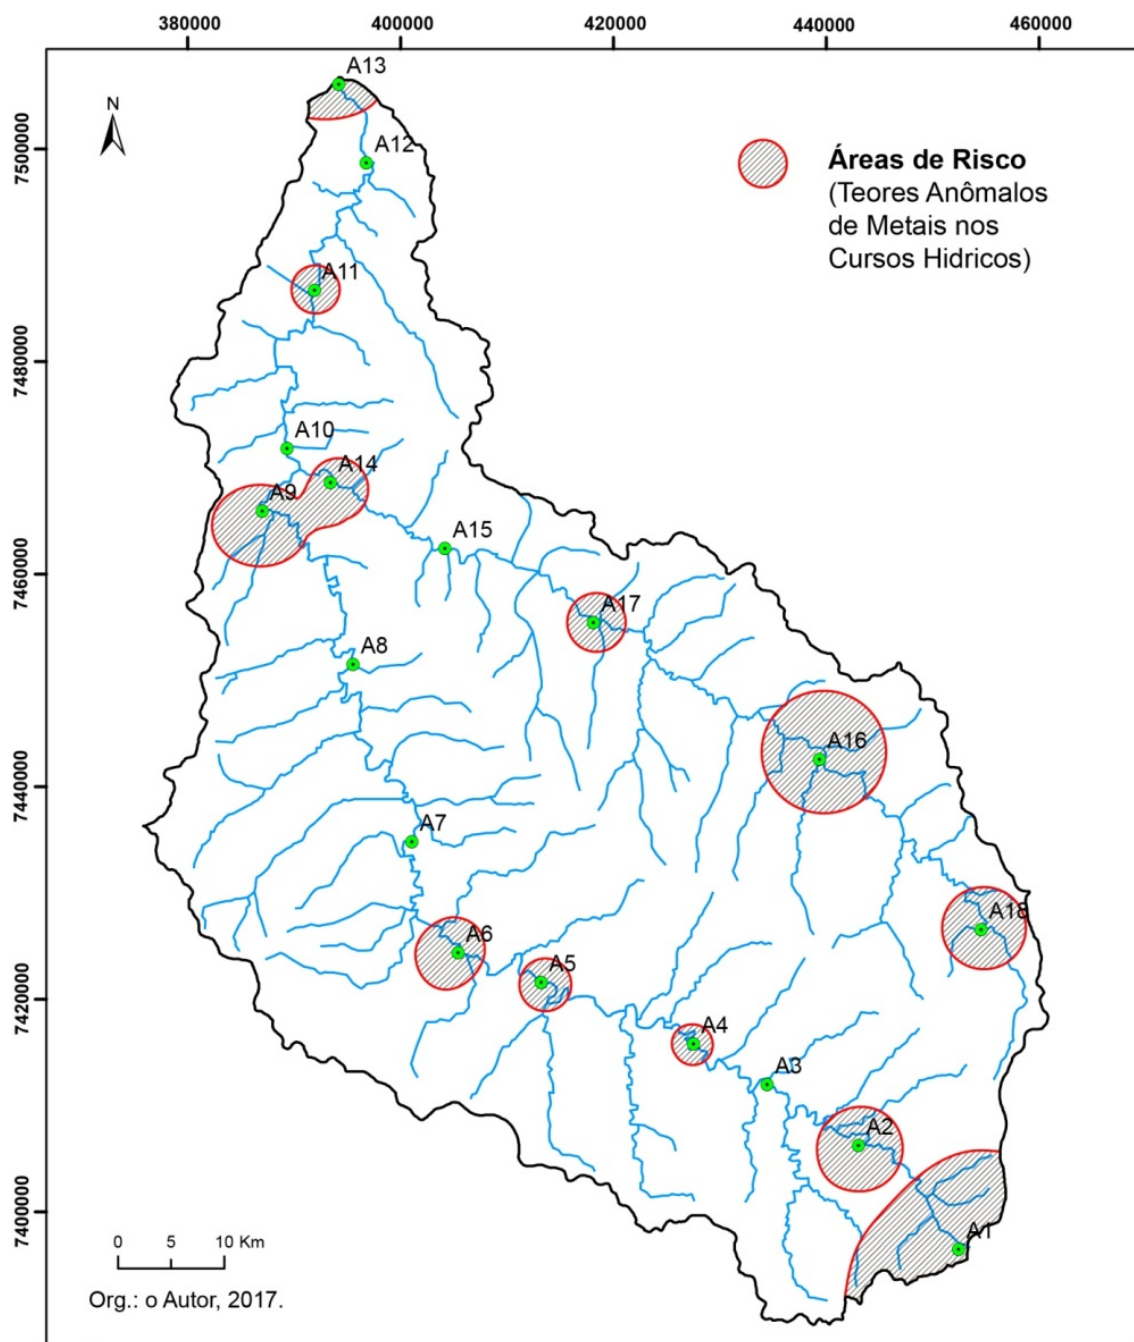 380000 400000 420000 440000 460000
A13
N
7500000
A12
Áreas de Risco
(Teores Anômalos
de Metais nos
Cursos Hidricos)
A11
7480000
A10
A14
A9
A15
7460000
A17
A8
A16
7440000
A7
A18
A6
A5
7420000
A4
A3
A2
7400000
A1
0 5 10 Km
Org.: o Autor, 2017.